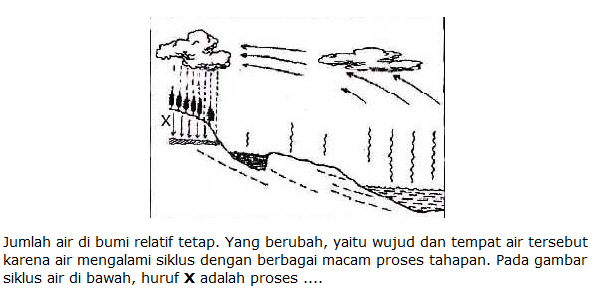 X
Jumlah air di bumi relatif tetap. Yang berubah, yaitu wujud dan tempat air tersebut
karena air mengalami siklus dengan berbagai macam proses tahapan. Pada gambar
siklus air di bawah, huruf X adalah proses ....